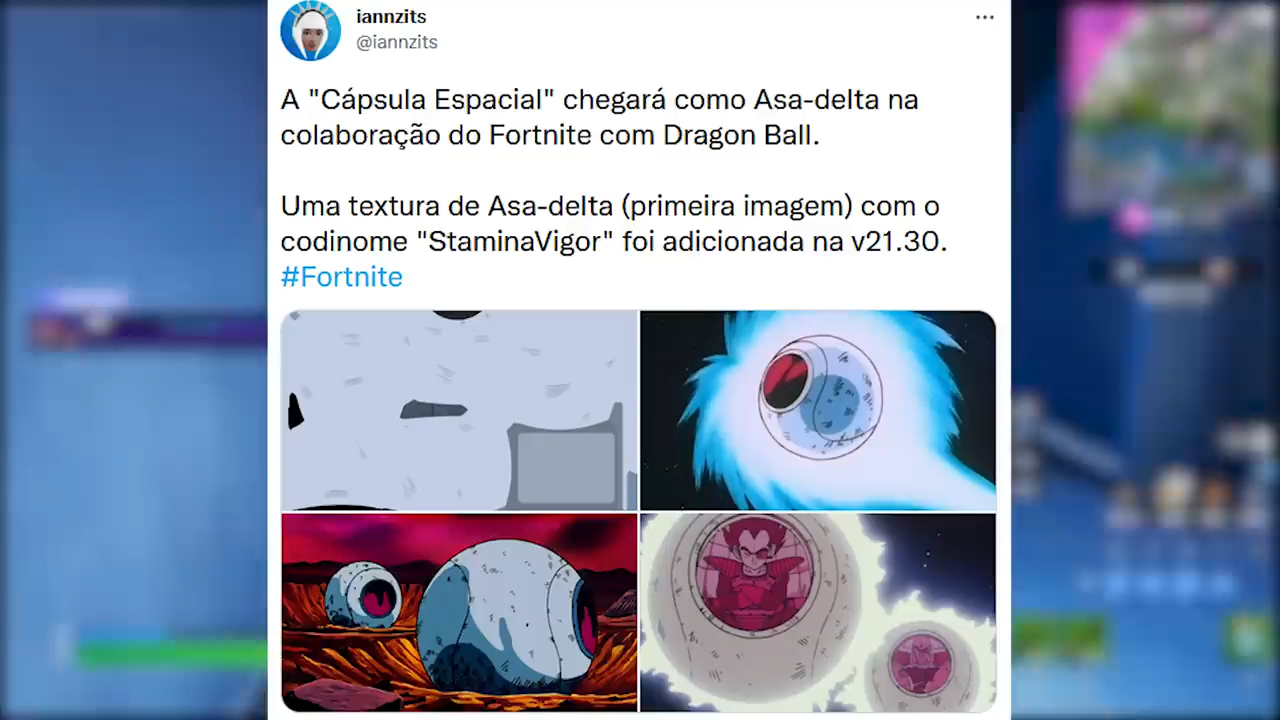 iannzits
@iannzits
A "Cápsula Espacial" chegará como Asa-delta na
colaboração do Fortnite com Dragon Ball.
Uma textura de Asa-delta (primeira imagem) com o
codinome "StaminaVigor" foi adicionada na v21.30.
#Fortnite